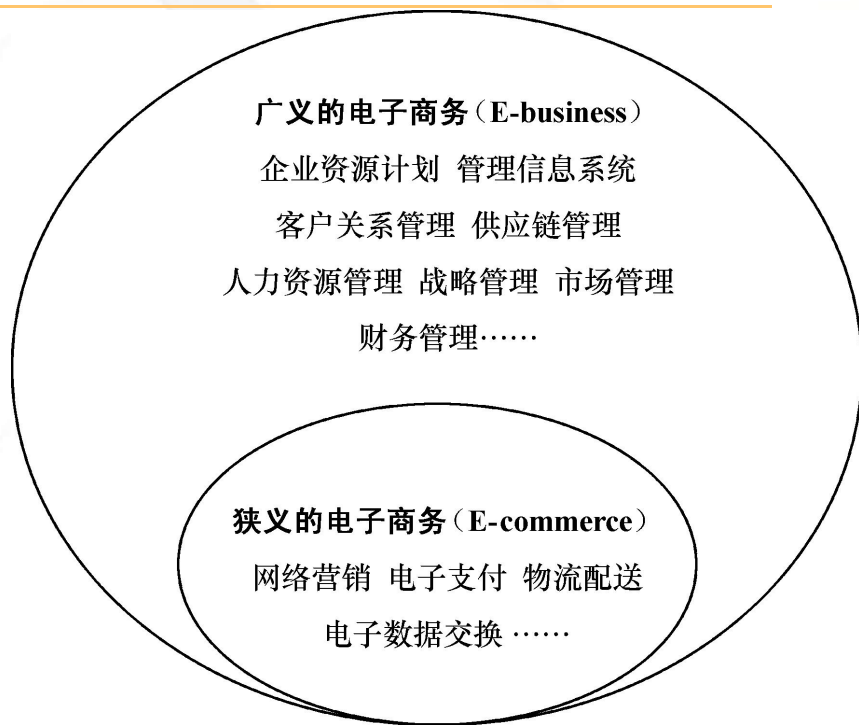 广义的电子商务（E-business）
企业资源计划 管理信息系统
客户关系管理 供应链管理
人力资源管理 战略管理 市场管理
财务管理……
狭义的电子商务（E-commerce）
网络营销 电子支付 物流配送
电子数据交换 ……